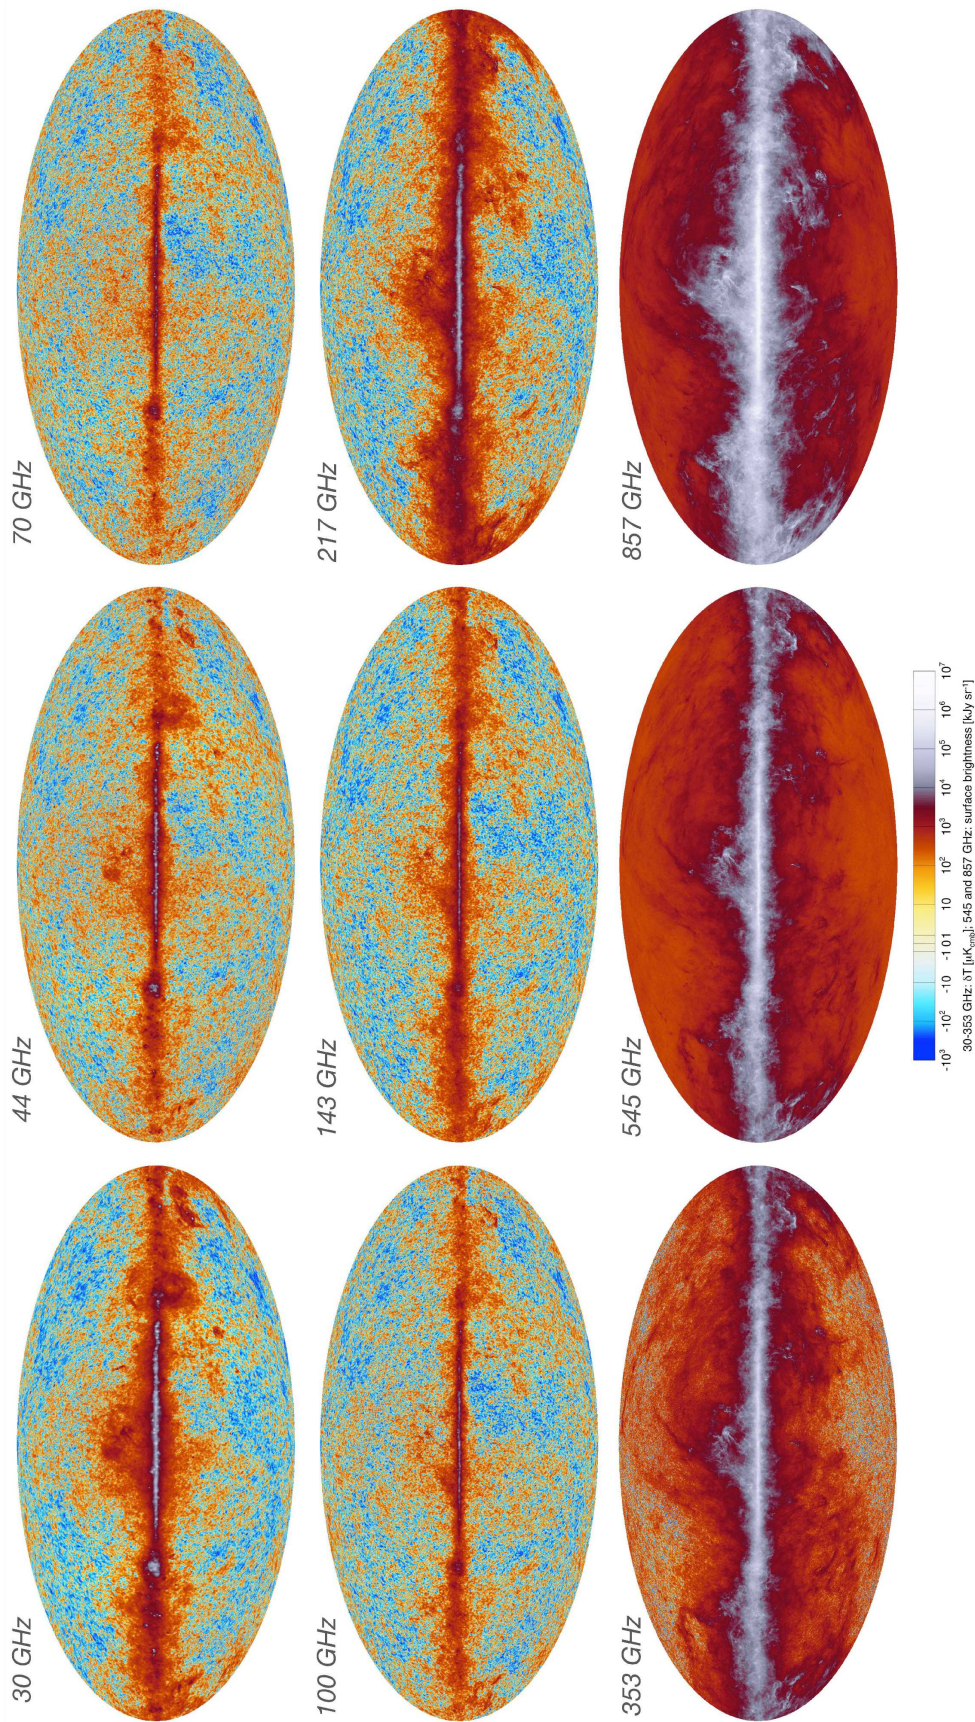 30 GHz
44 GHz
70 GHz
100 GHz
143 GHz
217 GHz
353 GHz
545 GHz
857 GHz
-10³ -10² -10 -1 0 1 10 10² 10³ 10⁴ 10⁵ 10⁶ 10⁷
30-353 GHz: δT [μK_cmb]; 545 and 857 GHz: surface brightness [kJy sr⁻¹]